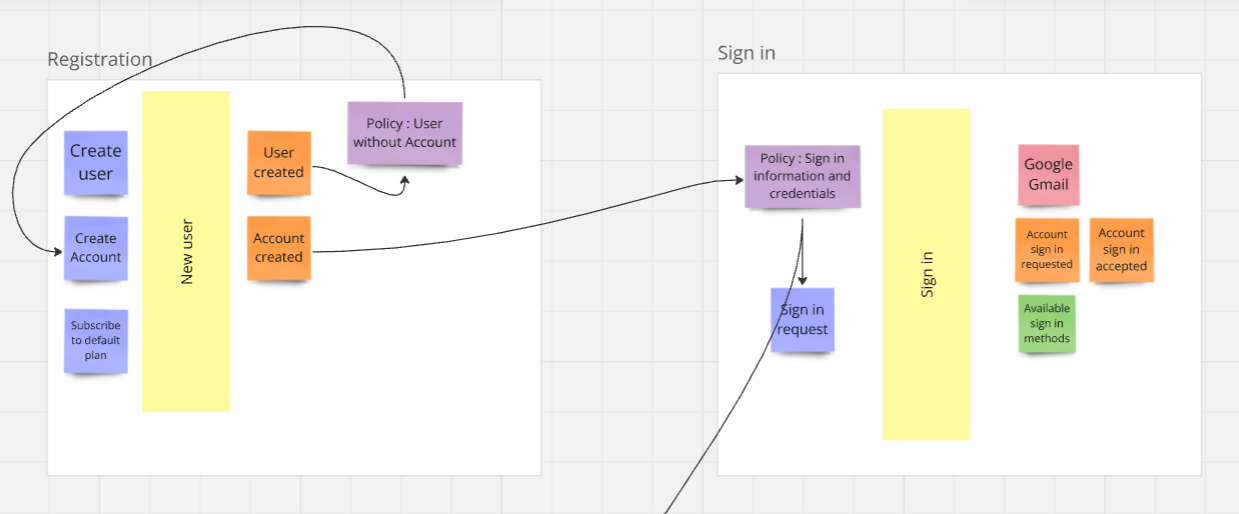 Registration
Create
user
Create
Account
Subscribe
to default
plan
New user
User
created
Account
created
Policy : User
without Account
Sign in
Policy : Sign in
information and
credentials
Sign in
request
Sign in
Google
Gmail
Account
sign in
requested
Account
sign in
accepted
Available
sign in
methods